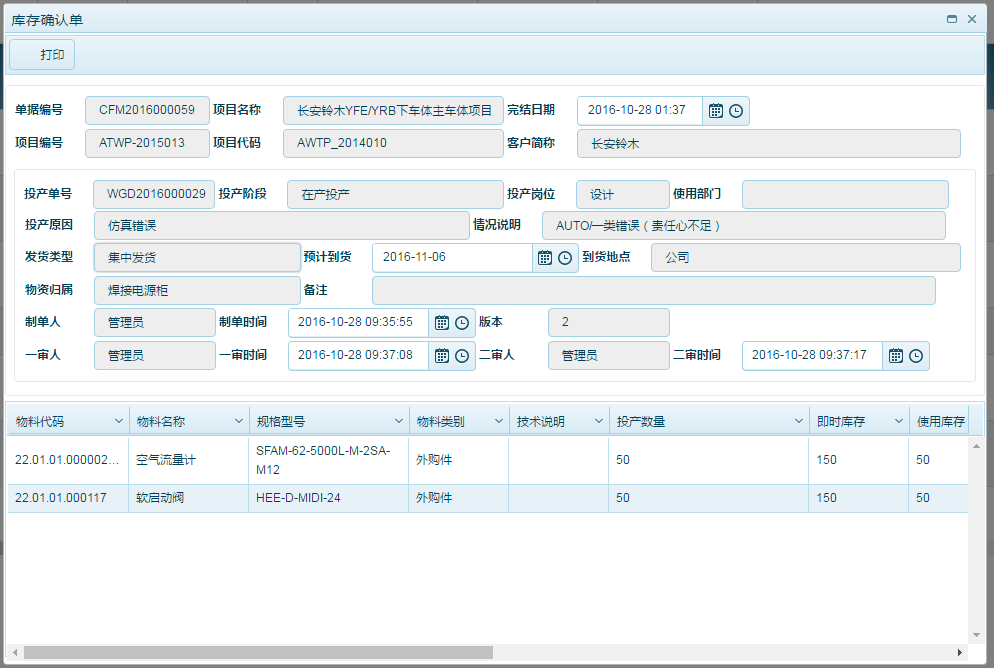 库存确认单
打印
单据编号 CFM2016000059 项目名称 长安铃木YFE/YRB下车体主车体项目 完结日期 2016-10-28 01:37
项目编号 ATWP-2015013 项目代码 AWTP_2014010 客户简称 长安铃木
投产单号 WGD2016000029 投产阶段 在产投产 投产岗位 设计 使用部门
投产原因 仿真错误 情况说明 AUTO/一类错误（责任心不足）
发货类型 集中发货 预计到货 2016-11-06 到货地点 公司
物资归属 焊接电源柜 备注
制单人 管理员 制单时间 2016-10-28 09:35:55 版本 2
一审人 管理员 一审时间 2016-10-28 09:37:08 二审人 管理员 二审时间 2016-10-28 09:37:17
物料代码 物料名称 规格型号 物料类别 技术说明 投产数量 即时库存 使用库存
22.01.01.000002... 空气流量计 SFAM-62-5000L-M-2SA-M12 外购件 50 150 50
22.01.01.000117 软启动阀 HEE-D-MIDI-24 外购件 50 150 50